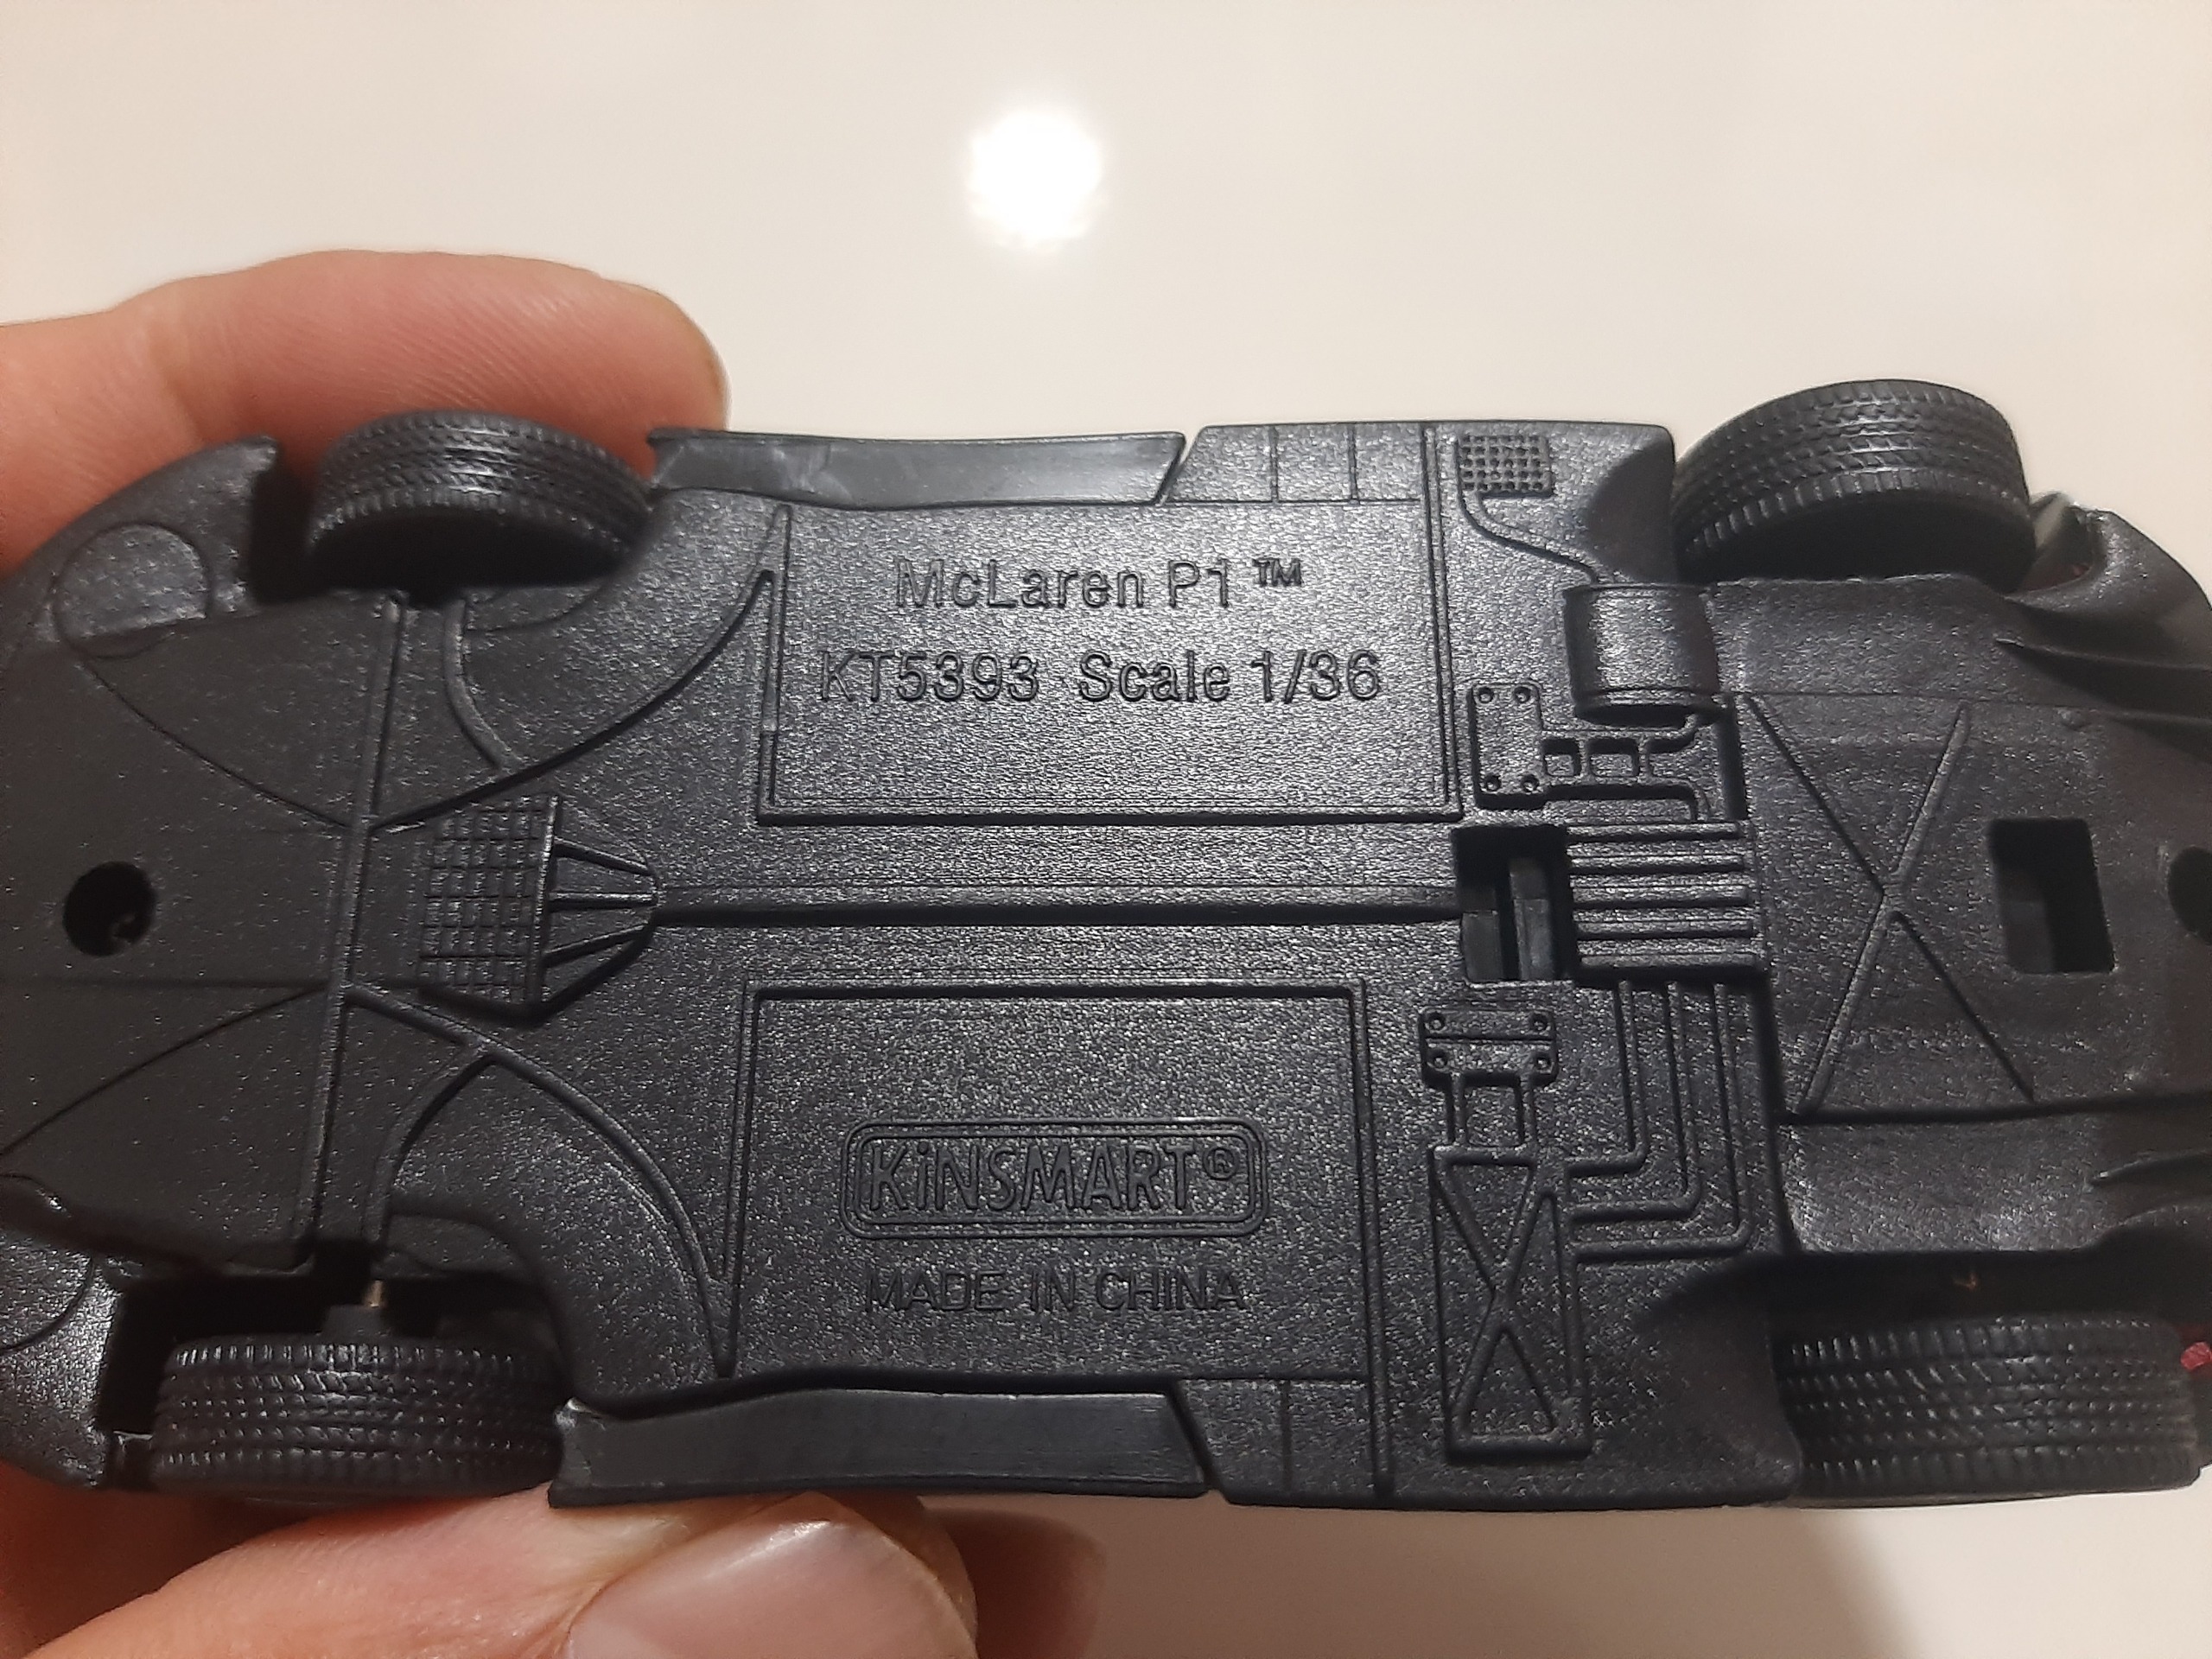 McLaren P1™
KT5393 Scale 1/36
KiNSMART®
MADE IN CHINA